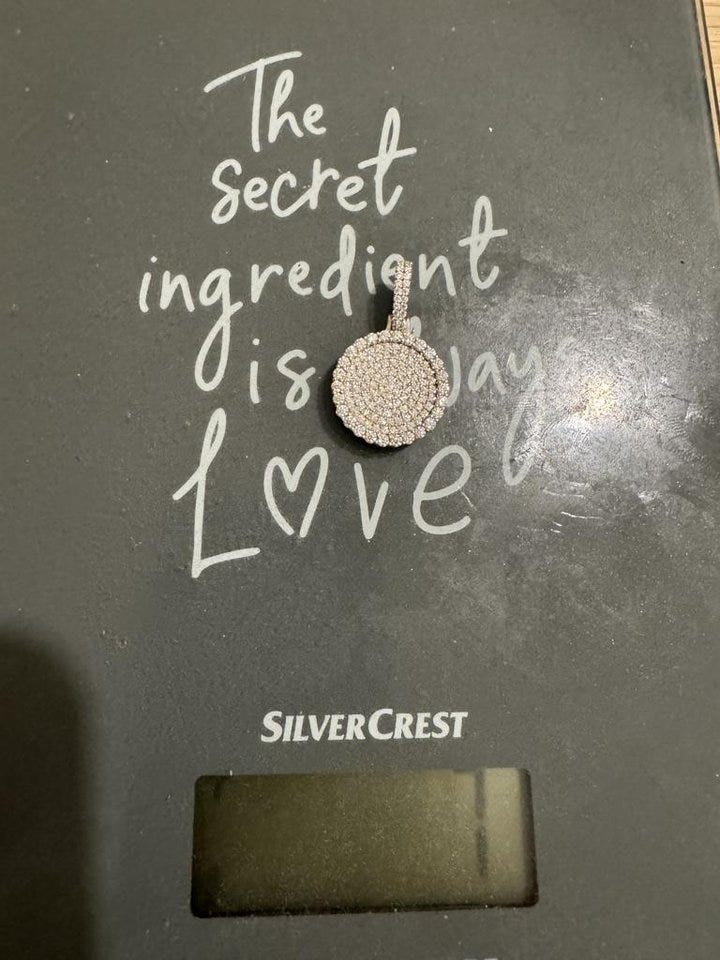 The
secret
ingredient
is
Love
SILVERCREST